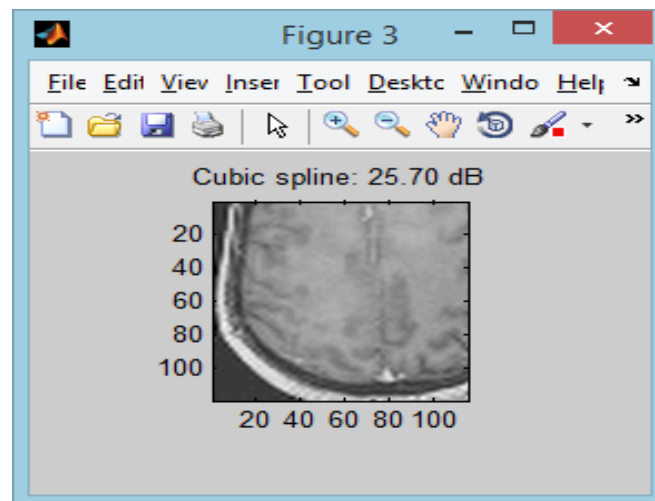 Figure 3
File Edit View Inser Tool Desktc Windo Help
»
Cubic spline: 25.70 dB
20
40
60
80
100
20 40 60 80 100